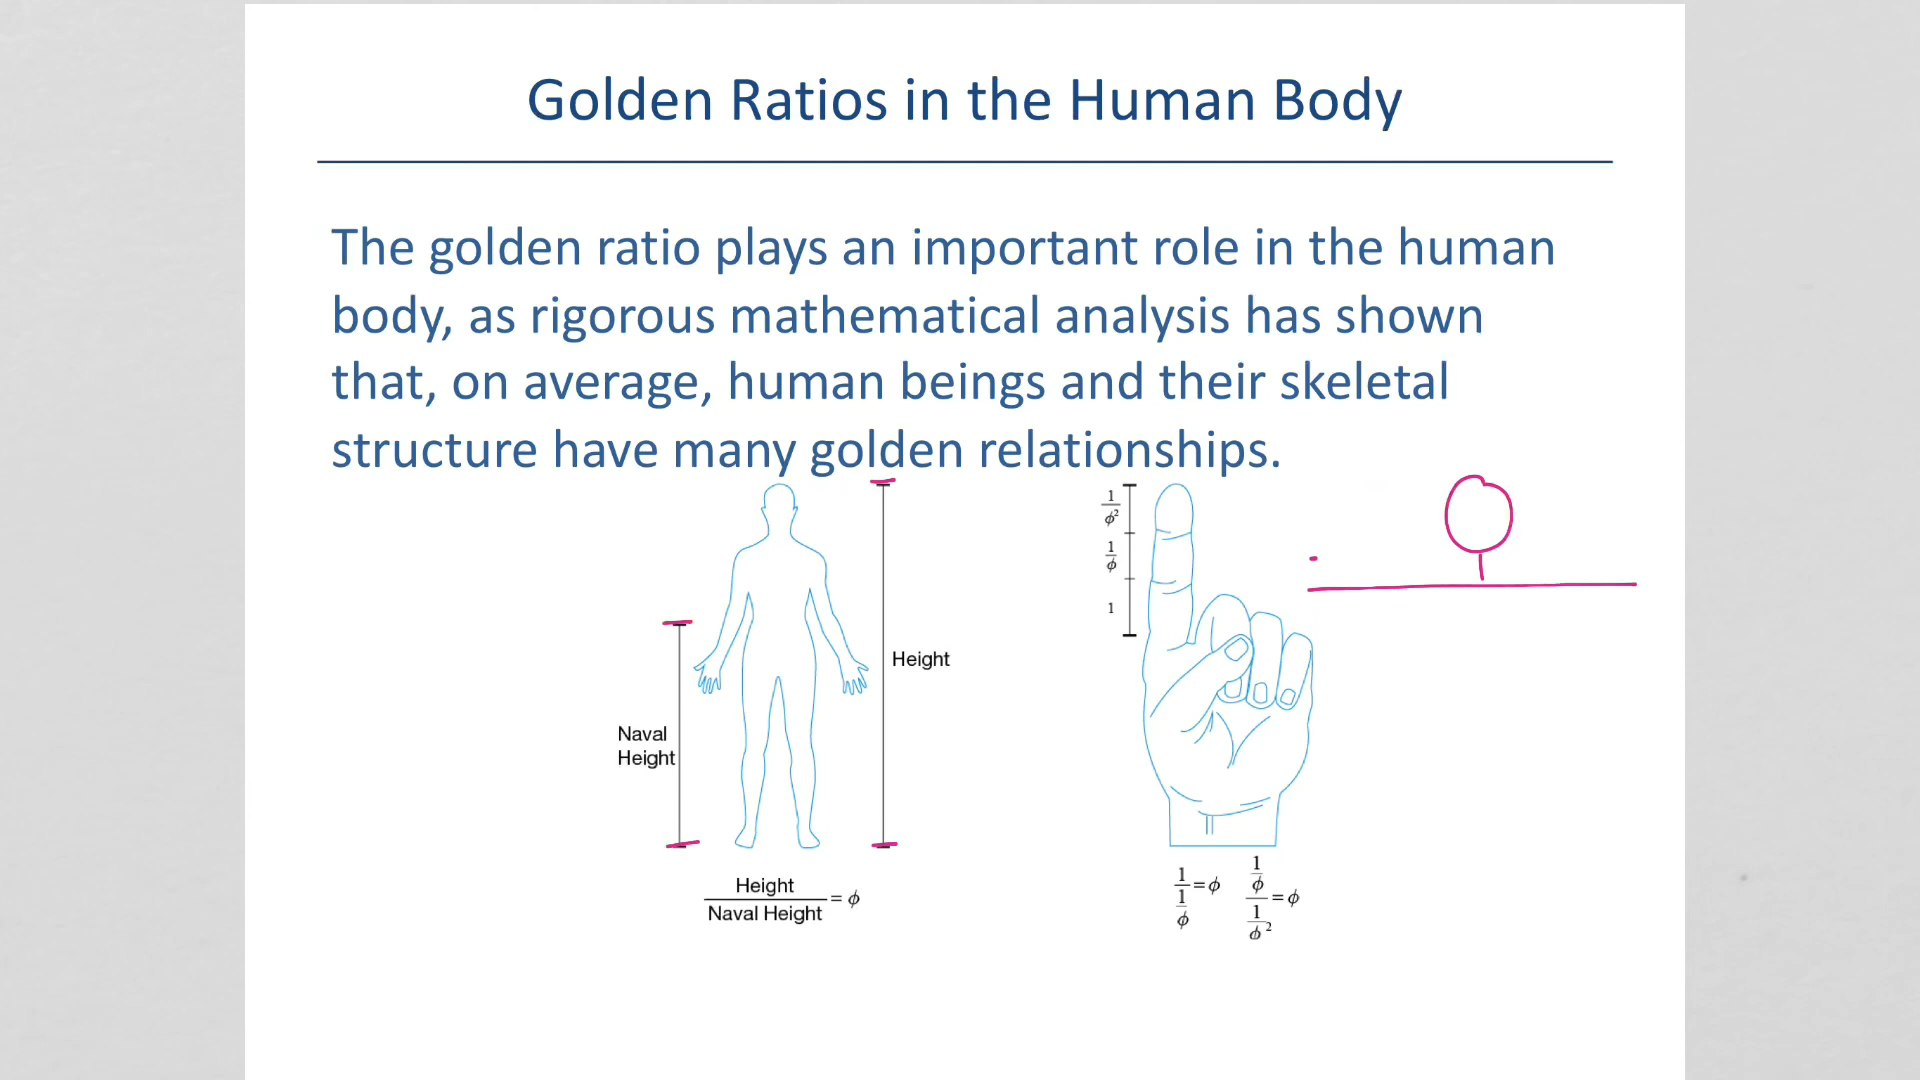 Golden Ratios in the Human Body
The golden ratio plays an important role in the human
body, as rigorous mathematical analysis has shown
that, on average, human beings and their skeletal
structure have many golden relationships.
Naval
Height
Height
Height
Naval Height
= ϕ
1
ϕ²
1
ϕ
1
1
1
ϕ
=ϕ
1
ϕ
1
ϕ²
=ϕ